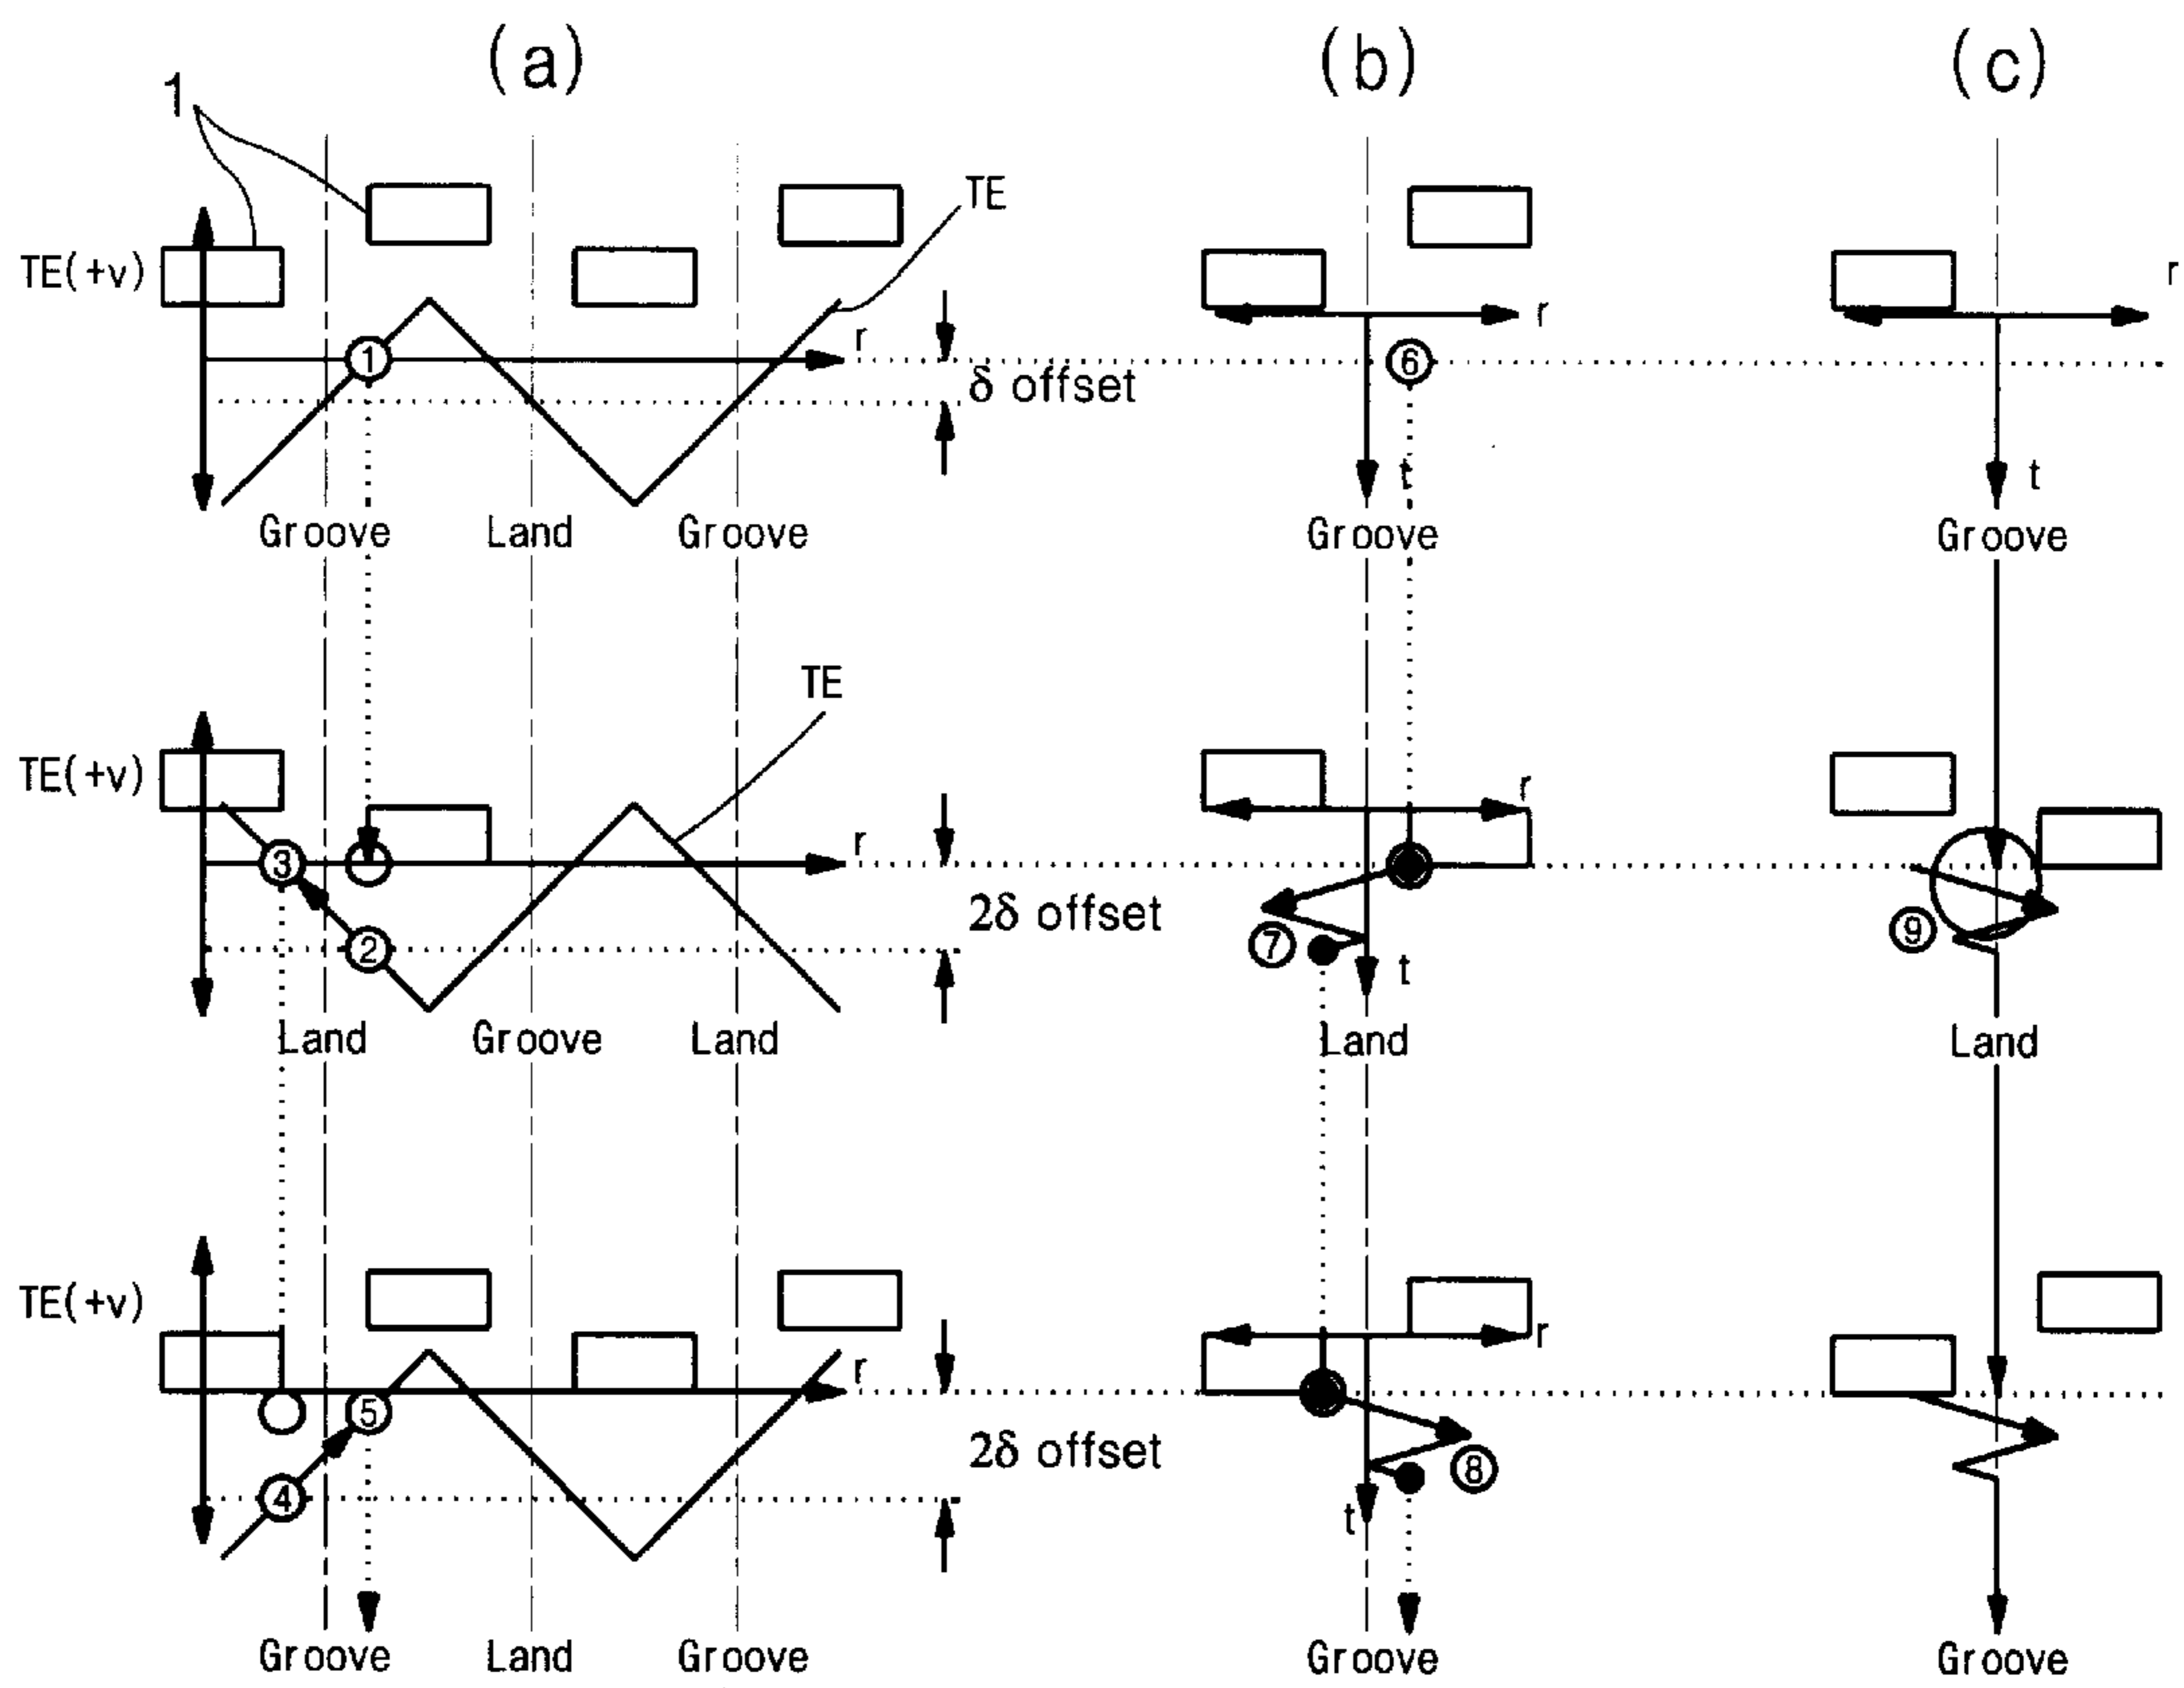 (a) (b) (c)
1
TE
TE(+v) r
① r δ offset ⑥ r
t t
Groove Land Groove Groove Groove
TE
TE(+v) r
③ r
② 2δ offset ⑦ t ⑨
Land Groove Land Land Land
TE(+v) r r
⑤
④ 2δ offset ⑧
t
Groove Land Groove Groove Groove